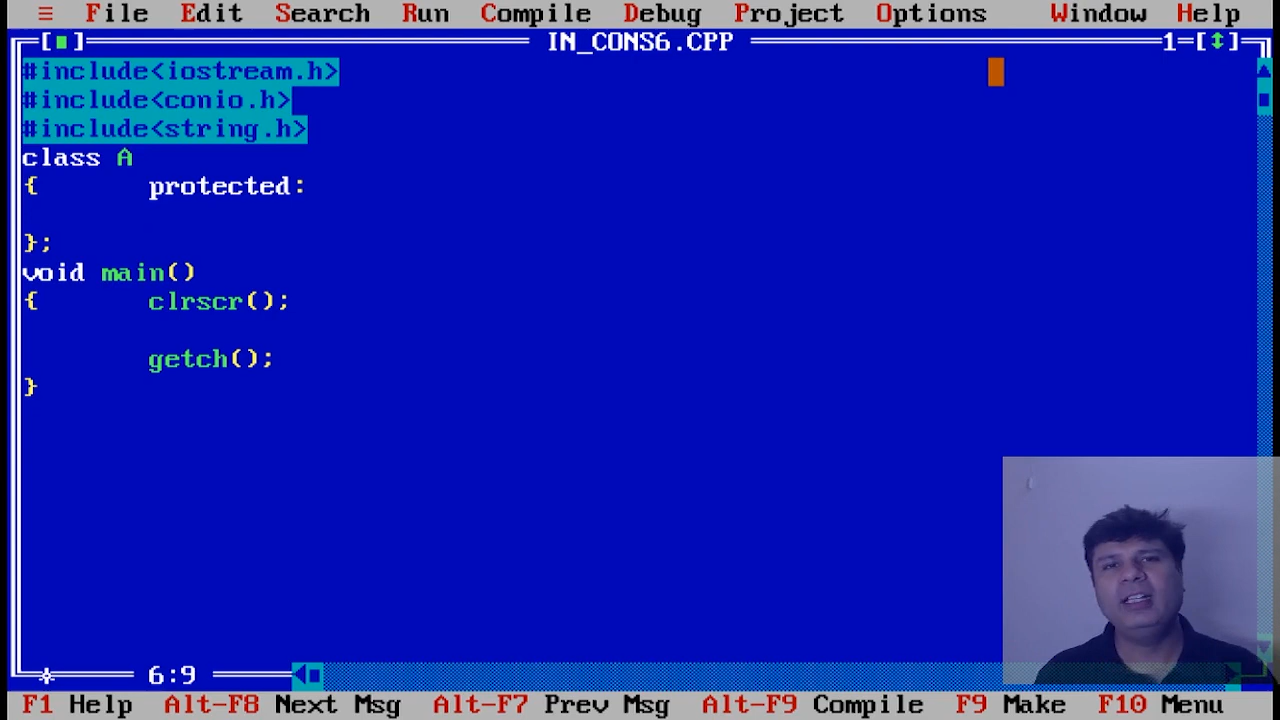 ≡ File Edit Search Run Compile Debug Project Options Window Help
[■] IN_CONS6.CPP 1=[↕]
#include<iostream.h>
#include<conio.h>
#include<string.h>
class A
{ protected:
};
void main()
{ clrscr();
getch();
}
6:9
F1 Help Alt-F8 Next Msg Alt-F7 Prev Msg Alt-F9 Compile F9 Make F10 Menu